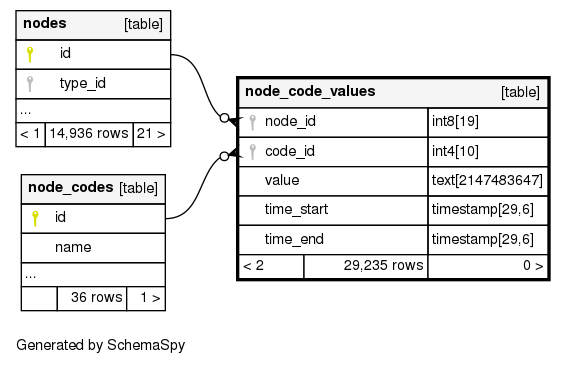 nodes [table]
id
type_id
...
< 1 14,936 rows 21 >
node_codes [table]
id
name
...
36 rows 1 >
node_code_values [table]
node_id int8[19]
code_id int4[10]
value text[2147483647]
time_start timestamp[29,6]
time_end timestamp[29,6]
< 2 29,235 rows 0 >
Generated by SchemaSpy